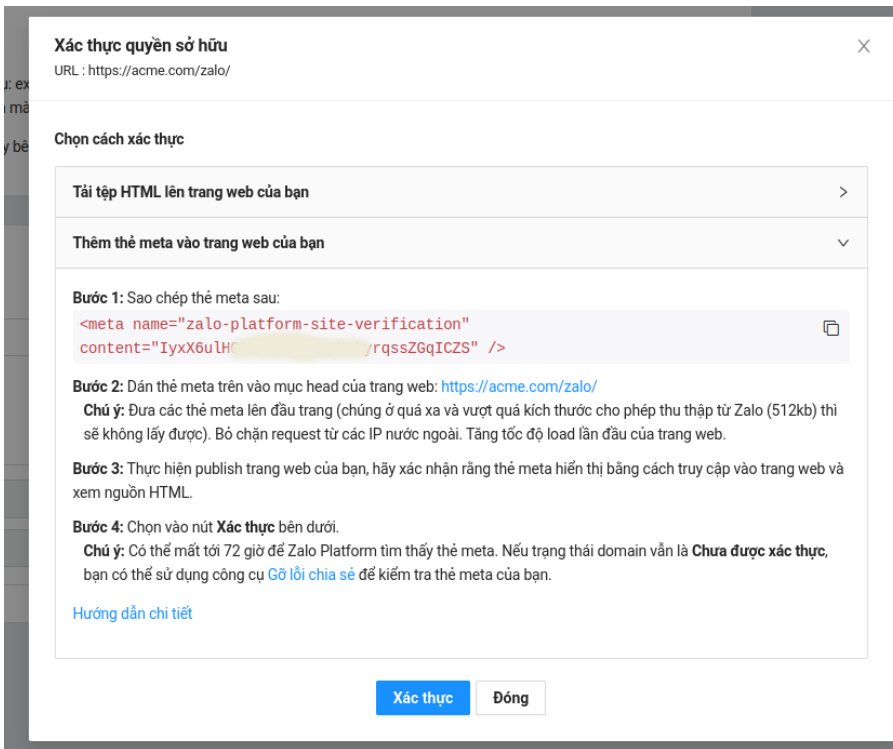 Xác thực quyền sở hữu
URL : https://acme.com/zalo/
Chọn cách xác thực
Tải tệp HTML lên trang web của bạn
Thêm thẻ meta vào trang web của bạn
Bước 1: Sao chép thẻ meta sau:
<meta name="zalo-platform-site-verification"
content="IyxX6ulH yrqssZGqICZS" />
Bước 2: Dán thẻ meta trên vào mục head của trang web: https://acme.com/zalo/
Chú ý: Đưa các thẻ meta lên đầu trang (chúng ở quá xa và vượt quá kích thước cho phép thu thập từ Zalo (512kb) thì
sẽ không lấy được). Bỏ chặn request từ các IP nước ngoài. Tăng tốc độ load lần đầu của trang web.
Bước 3: Thực hiện publish trang web của bạn, hãy xác nhận rằng thẻ meta hiển thị bằng cách truy cập vào trang web và
xem nguồn HTML.
Bước 4: Chọn vào nút Xác thực bên dưới.
Chú ý: Có thể mất tới 72 giờ để Zalo Platform tìm thấy thẻ meta. Nếu trạng thái domain vẫn là Chưa được xác thực,
bạn có thể sử dụng công cụ Gỡ lỗi chia sẻ để kiểm tra thẻ meta của bạn.
Hướng dẫn chi tiết
Xác thực
Đóng